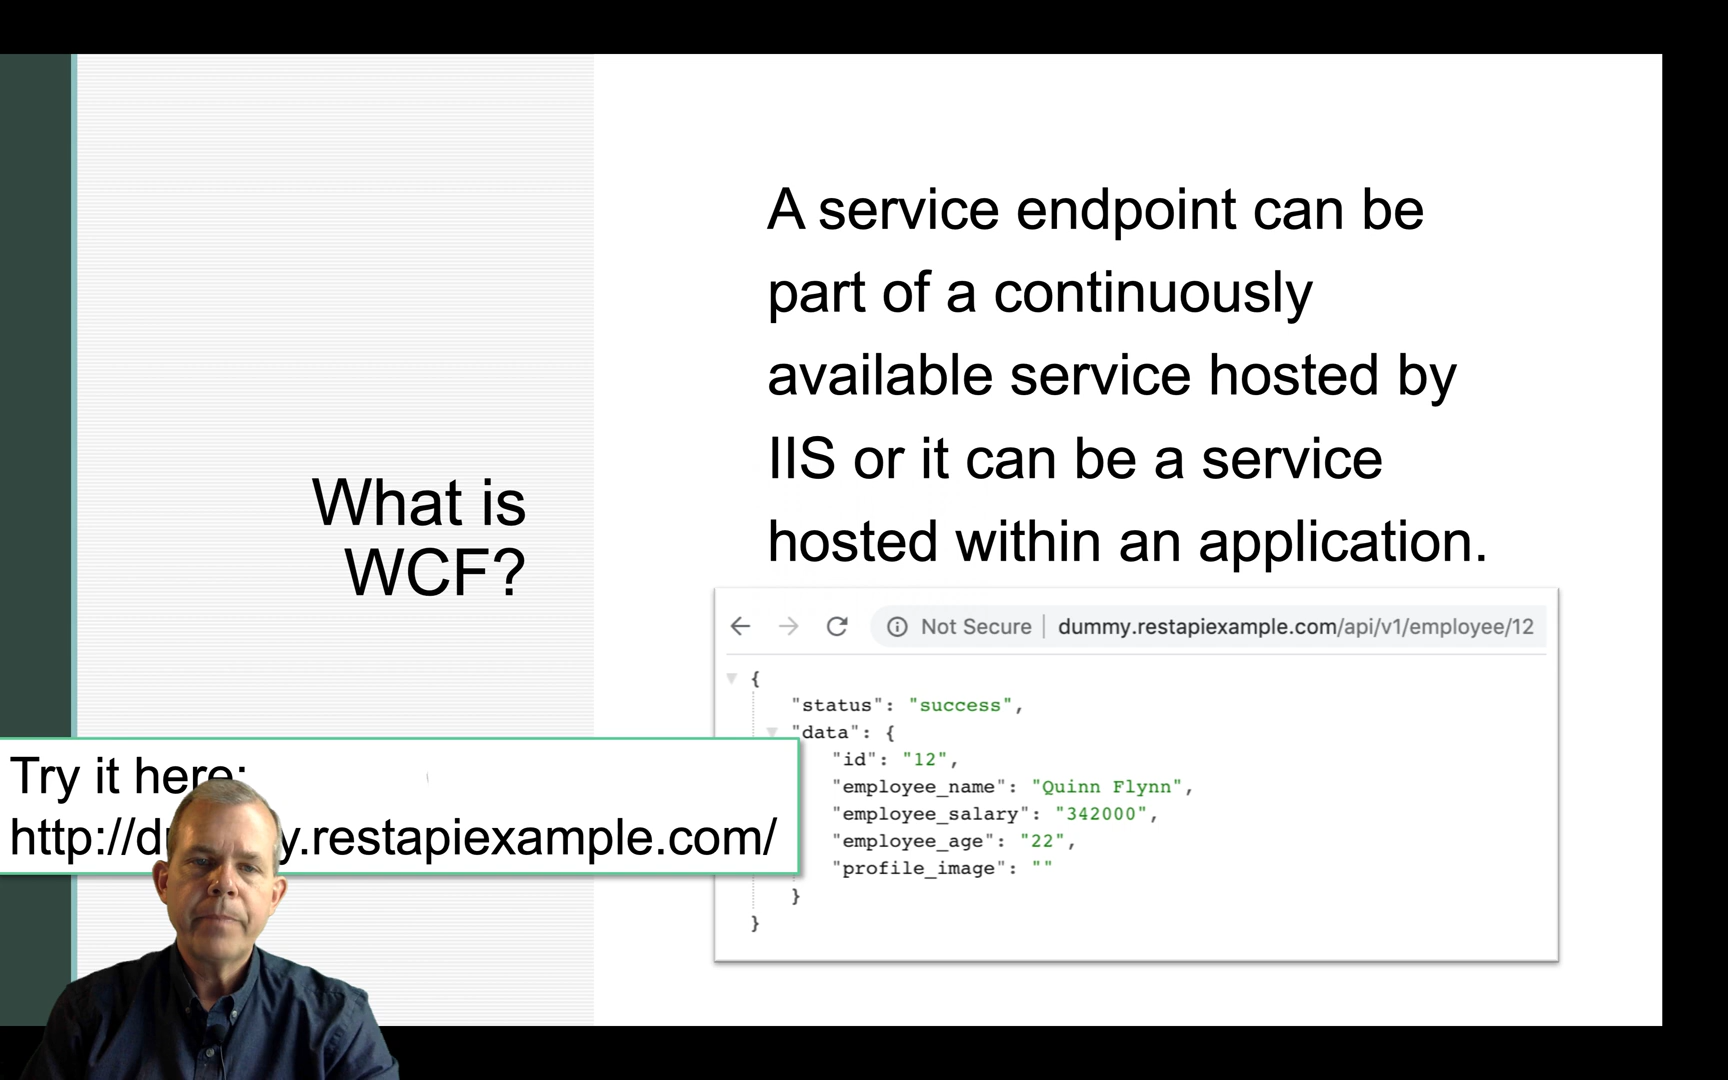 What is
WCF?
A service endpoint can be
part of a continuously
available service hosted by
IIS or it can be a service
hosted within an application.
Not Secure | dummy.restapiexample.com/api/v1/employee/12
{
"status": "success",
"data": {
"id": "12",
"employee_name": "Quinn Flynn",
"employee_salary": "342000",
"employee_age": "22",
"profile_image": ""
}
}
Try it here:
http://dummy.restapiexample.com/